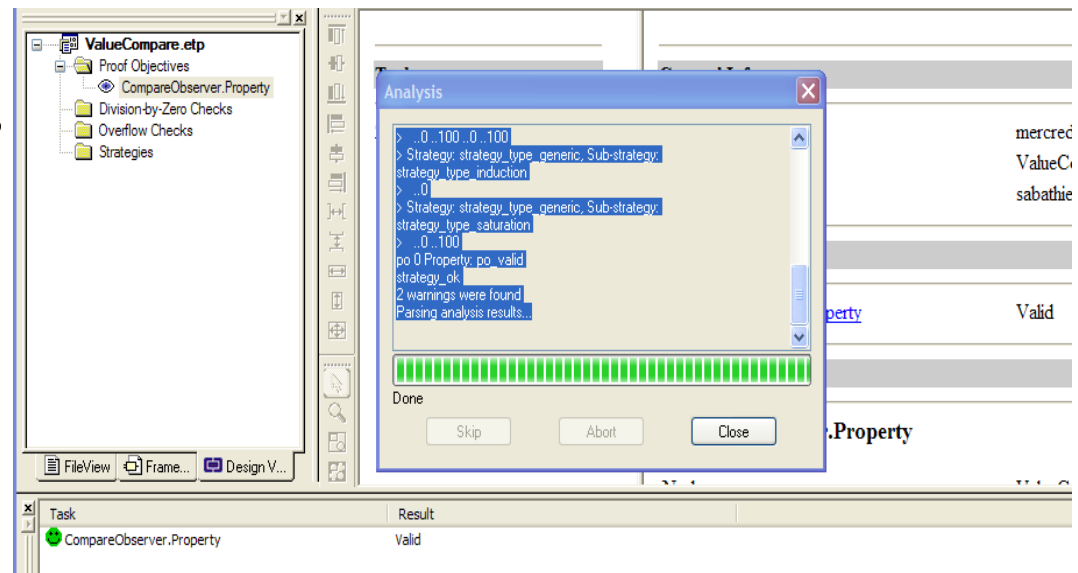 ValueCompare.etp
Proof Objectives
CompareObserver.Property
Division-by-Zero Checks
Overflow Checks
Strategies
FileView
Frame...
Design V...
Analysis
> ..0..100 ..0..100
> Strategy: strategy_type_generic, Sub-strategy:
strategy_type_induction
> ..0
> Strategy: strategy_type_generic, Sub-strategy:
strategy_type_saturation
> ..0..100
po 0 Property: po_valid
strategy_ok
2 warnings were found
Parsing analysis results...
Done
Skip
Abort
Close
mercred
ValueCo
sabathie
perty
Valid
.Property
Task
Result
CompareObserver.Property
Valid